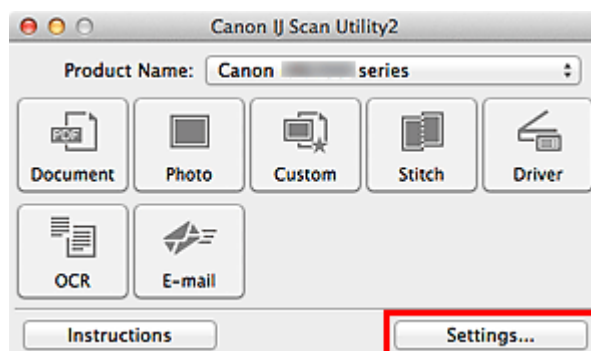 Canon IJ Scan Utility2
Product Name: Canon series
PDF
Document Photo Custom Stitch Driver
OCR E-mail
Instructions Settings...